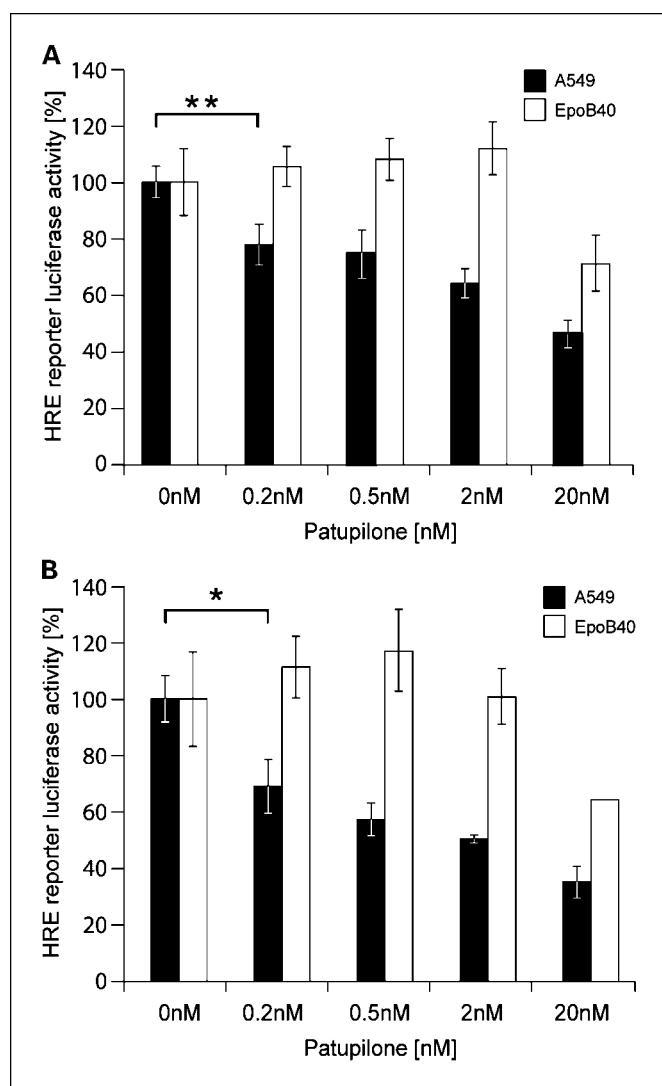 A
HRE reporter luciferase activity [%]
140
120
100
80
60
40
20
0
**
A549
EpoB40
0nM 0.2nM 0.5nM 2nM 20nM
Patupilone [nM]
B
HRE reporter luciferase activity [%]
140
120
100
80
60
40
20
0
*
A549
EpoB40
0nM 0.2nM 0.5nM 2nM 20nM
Patupilone [nM]